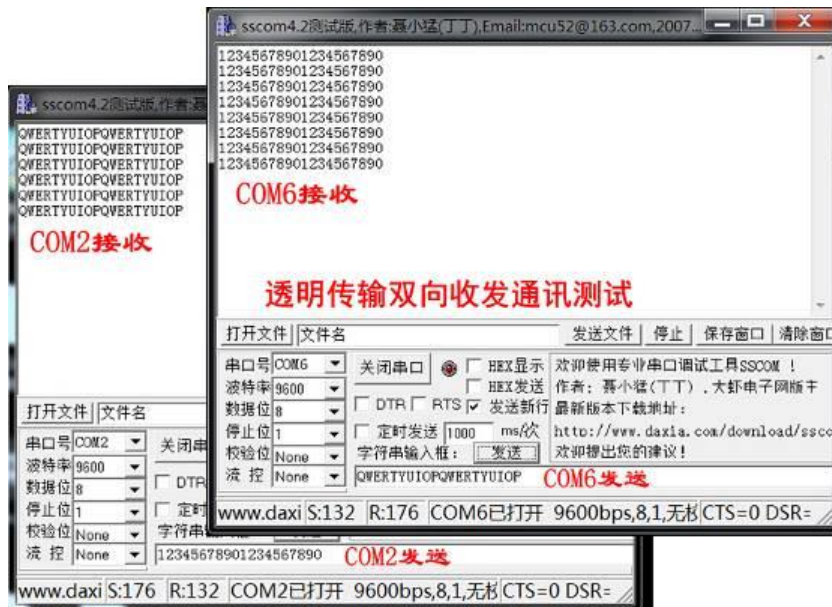 sscom4.2测试版,作者:聂小猛(丁丁),Email:mcu52@163.com,2007...
12345678901234567890
12345678901234567890
12345678901234567890
12345678901234567890
12345678901234567890
12345678901234567890
12345678901234567890
12345678901234567890
COM6接收
透明传输双向收发通讯测试
打开文件 文件名 发送文件 停止 保存窗口 清除窗口
串口号 COM6 关闭串口 HEX显示
波特率 9600 HEX发送
数据位 8 DTR RTS 发送新行
停止位 1 定时发送 1000 ms/次
校验位 None 字符串输入框: 发送
流 控 None QWERTYUIOPQWERTYUIOP COM6发送
欢迎使用专业串口调试工具SSCOM !
作者: 聂小猛(丁丁),大虾电子网版主
最新版本下载地址:
http://www.daxia.com/download/ssco
欢迎提出您的建议!
www.daxi S:132 R:176 COM6已打开 9600bps,8,1,无校 CTS=0 DSR=
sscom4.2测试版,作者:聂
QWERTYUIOPQWERTYUIOP
QWERTYUIOPQWERTYUIOP
QWERTYUIOPQWERTYUIOP
QWERTYUIOPQWERTYUIOP
QWERTYUIOPQWERTYUIOP
QWERTYUIOPQWERTYUIOP
COM2接收
打开文件 文件名
串口号 COM2 关闭串
波特率 9600
数据位 8 DTR
停止位 1 定时
校验位 None 字符串
流 控 None 12345678901234567890 COM2发送
www.daxi S:176 R:132 COM2已打开 9600bps,8,1,无校 CTS=0 DSR=